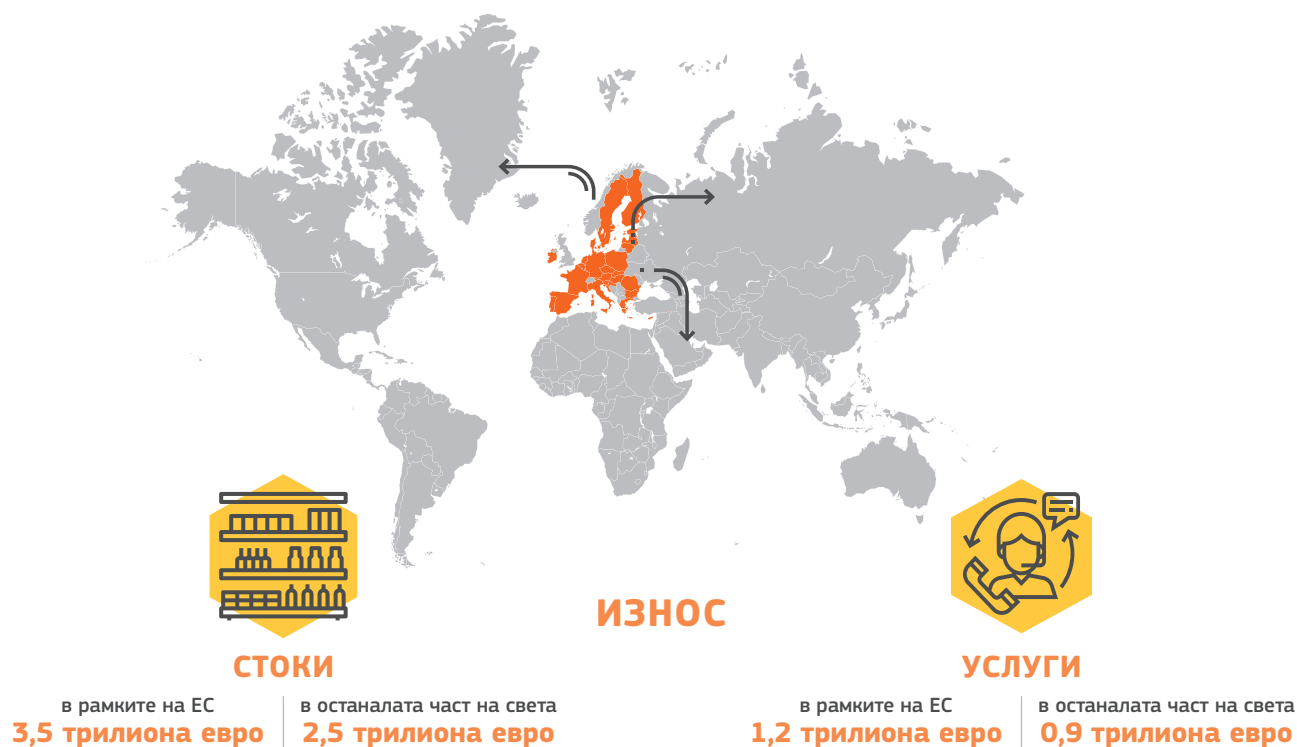 ИЗНОС
СТОКИ
в рамките на ЕС
3,5 трилиона евро
в останалата част на света
2,5 трилиона евро
УСЛУГИ
в рамките на ЕС
1,2 трилиона евро
в останалата част на света
0,9 трилиона евро